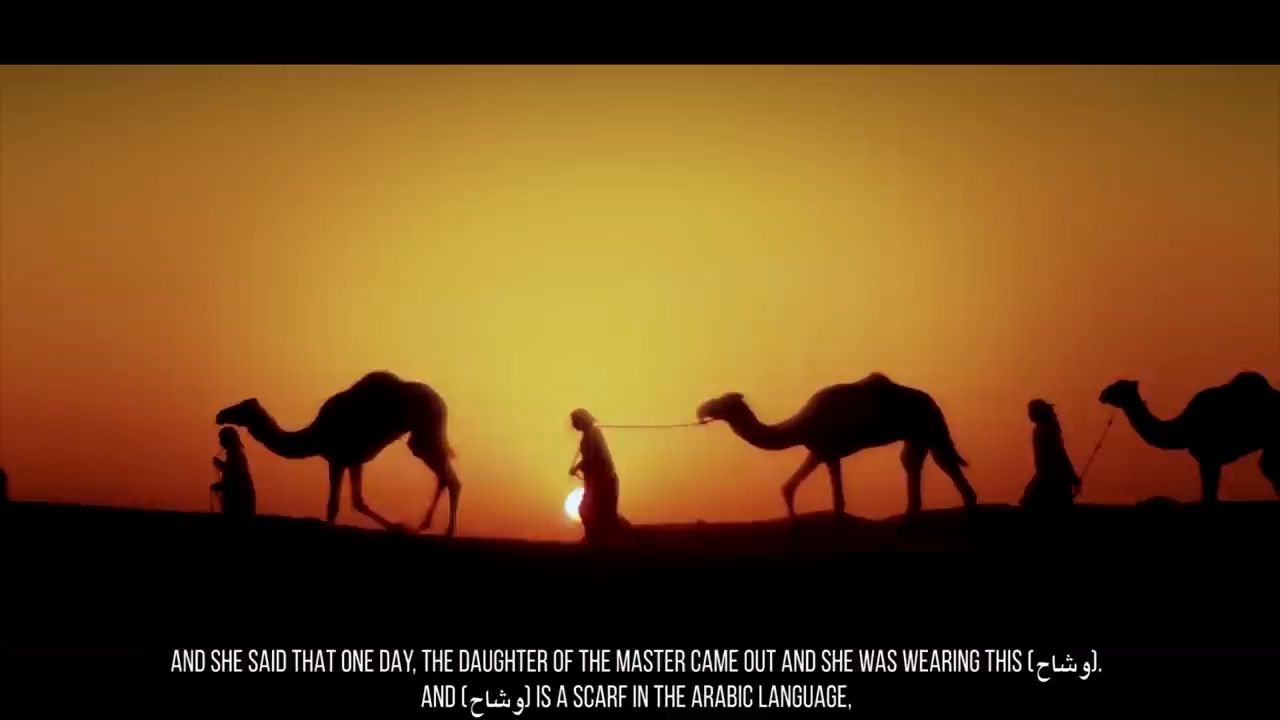 AND SHE SAID THAT ONE DAY, THE DAUGHTER OF THE MASTER CAME OUT AND SHE WAS WEARING THIS (وشاح).
AND (وشاح) IS A SCARF IN THE ARABIC LANGUAGE,